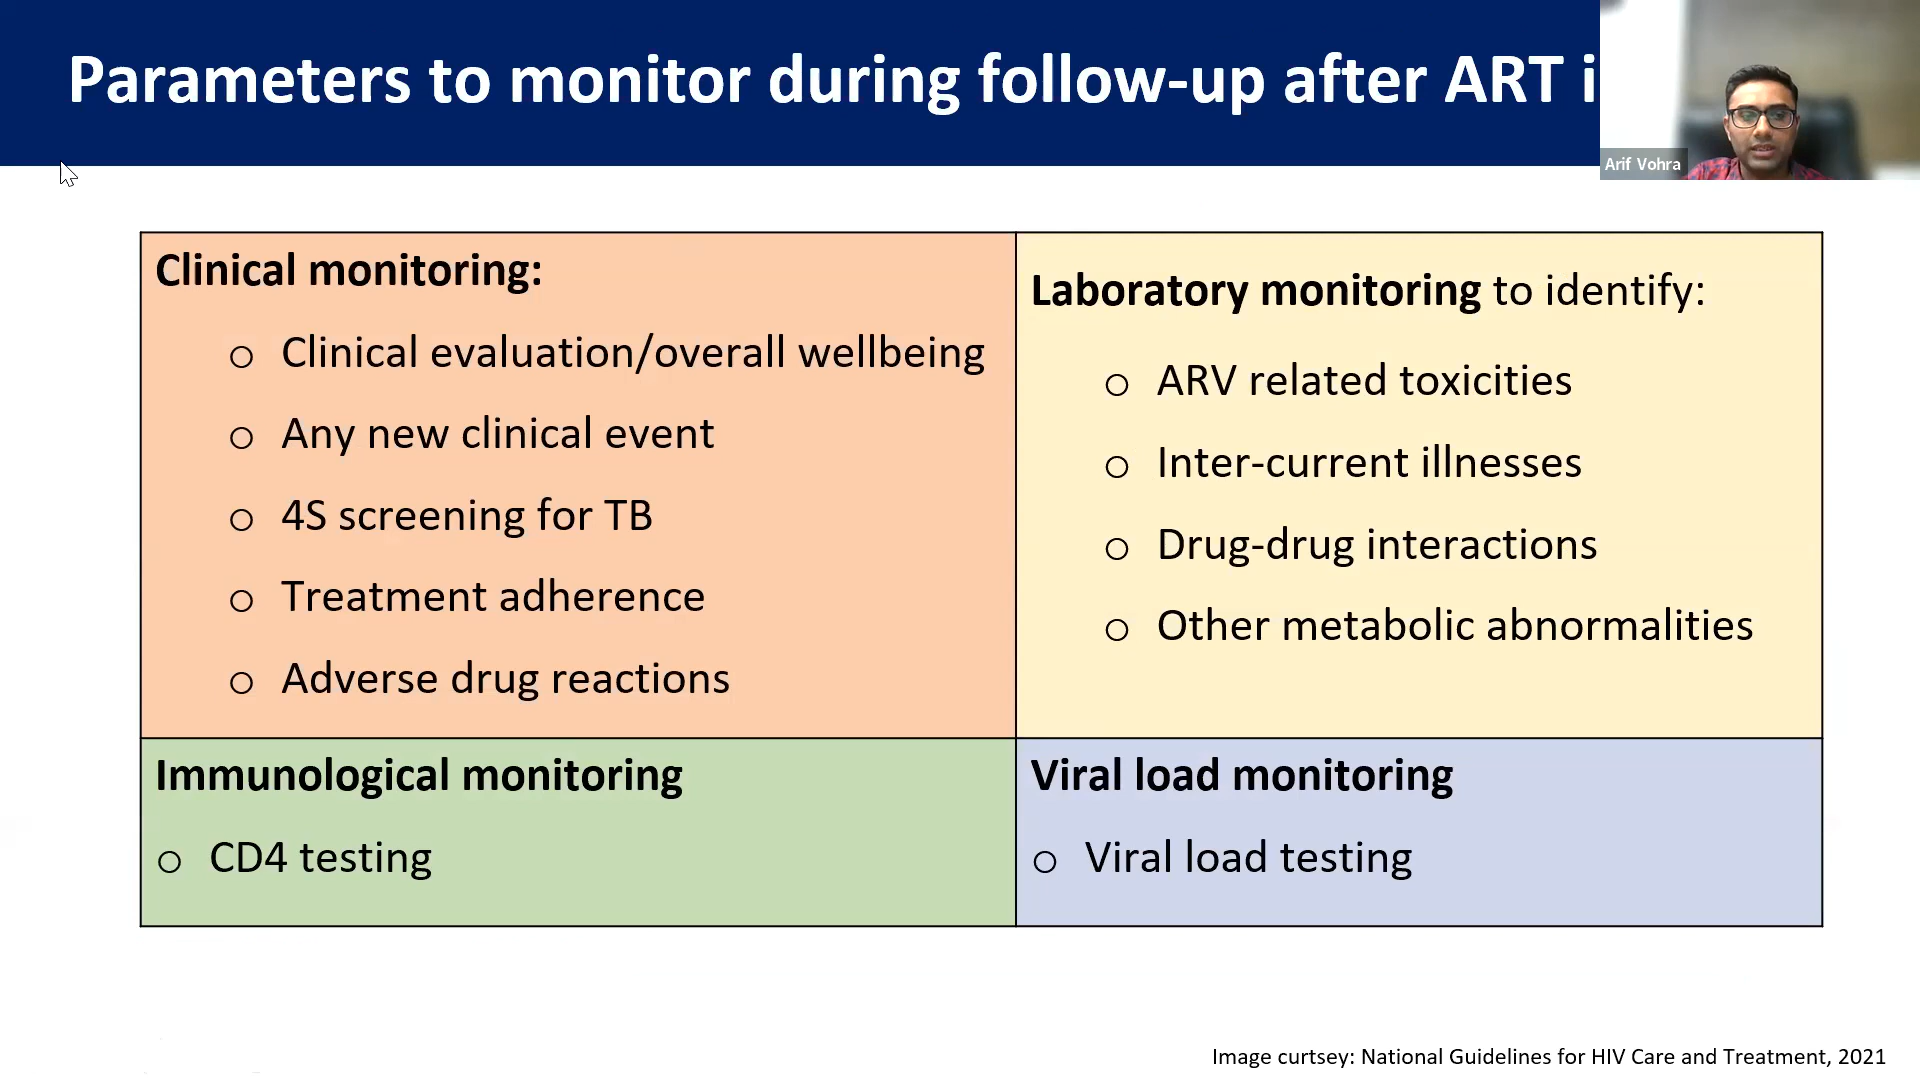 Parameters to monitor during follow-up after ART i
Arif Vohra
Clinical monitoring:
○ Clinical evaluation/overall wellbeing
○ Any new clinical event
○ 4S screening for TB
○ Treatment adherence
○ Adverse drug reactions
Laboratory monitoring to identify:
○ ARV related toxicities
○ Inter-current illnesses
○ Drug-drug interactions
○ Other metabolic abnormalities
Immunological monitoring
○ CD4 testing
Viral load monitoring
○ Viral load testing
Image curtsey: National Guidelines for HIV Care and Treatment, 2021